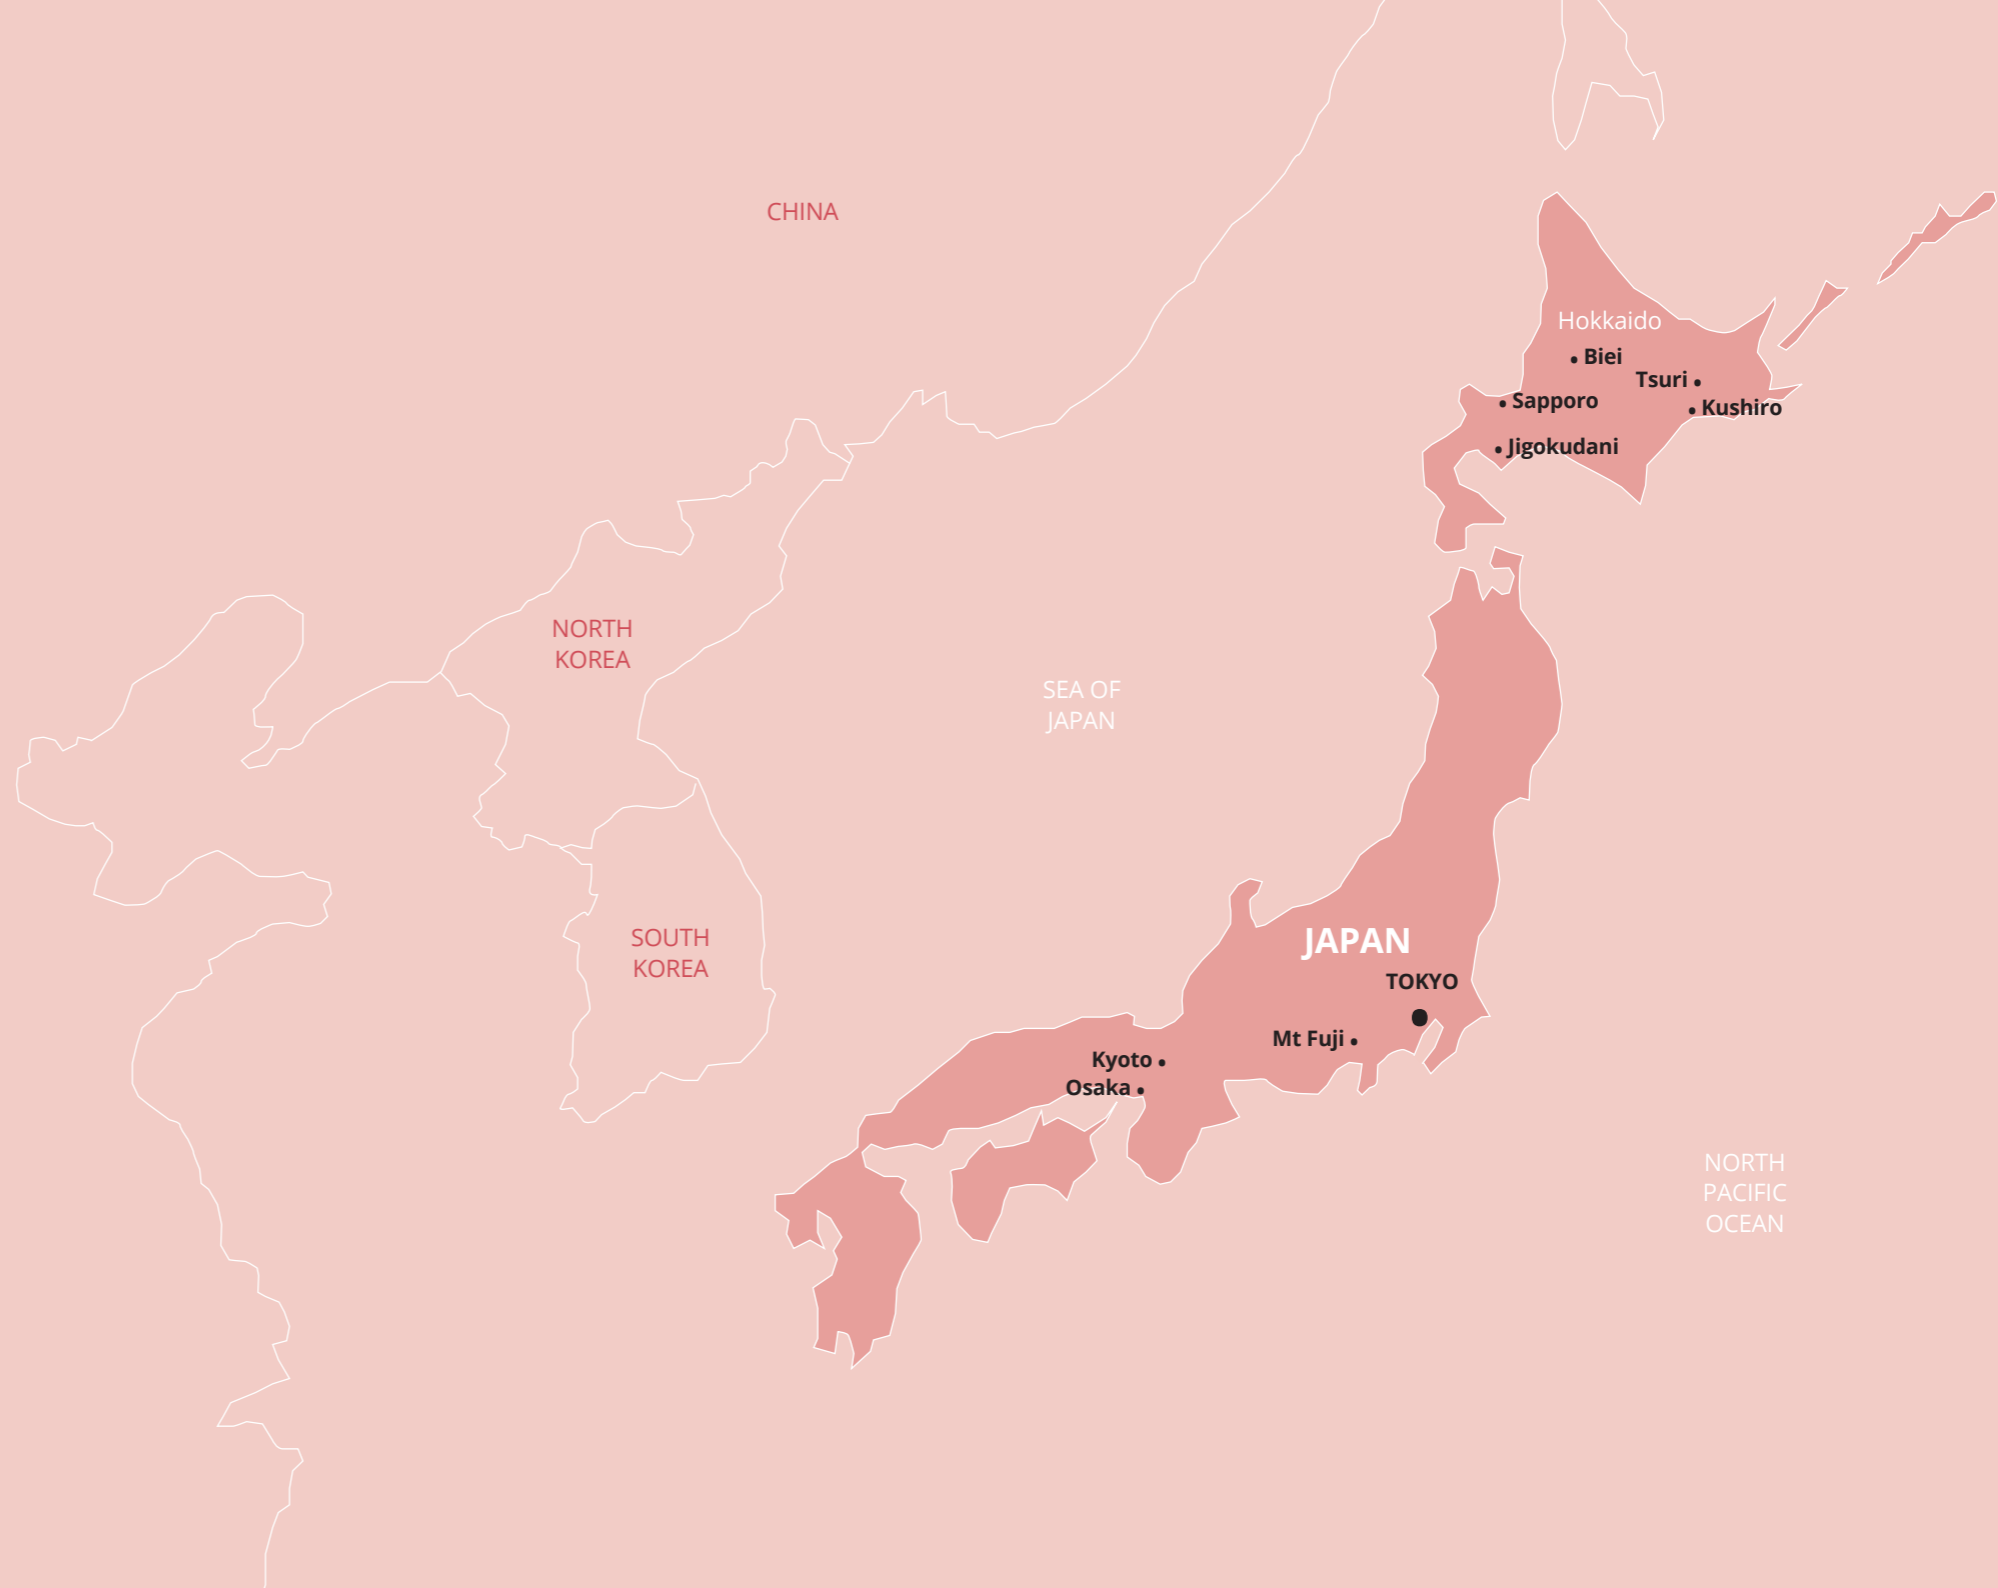 CHINA
Hokkaido
Biei
Tsuri
Sapporo
Kushiro
Jigokudani
NORTH
KOREA
SEA OF
JAPAN
SOUTH
KOREA
JAPAN
TOKYO
Mt Fuji
Kyoto
Osaka
NORTH
PACIFIC
OCEAN